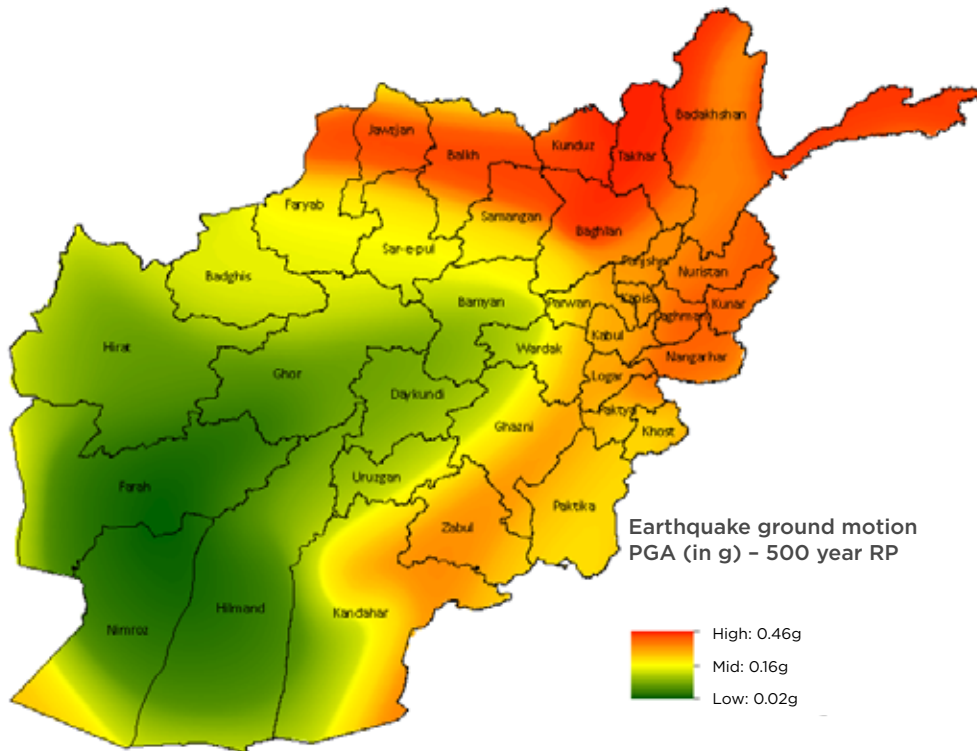 Badakhshan
Jawzjan
Kunduz
Balkh
Takhar
Faryab
Samangan
Baghlan
Sar-e-pul
Panjshir
Badghis
Nuristan
Bamyan
Parwan
Kapisa
Kunar
Laghman
Hirat
Wardak
Kabul
Nangarhar
Ghor
Logar
Daykundi
Paktya
Ghazni
Khost
Uruzgan
Farah
Paktika
Zabul
Earthquake ground motion
PGA (in g) – 500 year RP
Hilmand
Kandahar
Nimroz
High: 0.46g
Mid: 0.16g
Low: 0.02g